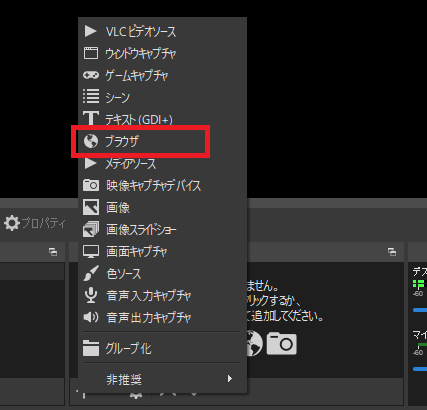 VLCビデオソース
ウィンドウキャプチャ
ゲームキャプチャ
シーン
テキスト(GDI+)
ブラウザ
メディアソース
映像キャプチャデバイス
画像
画像スライドショー
画面キャプチャ
色ソース
音声入力キャプチャ
音声出力キャプチャ
グループ化
非推奨
プロパティ
ません。
リックするか、
て追加してください。
デス
-60
マイ
-60